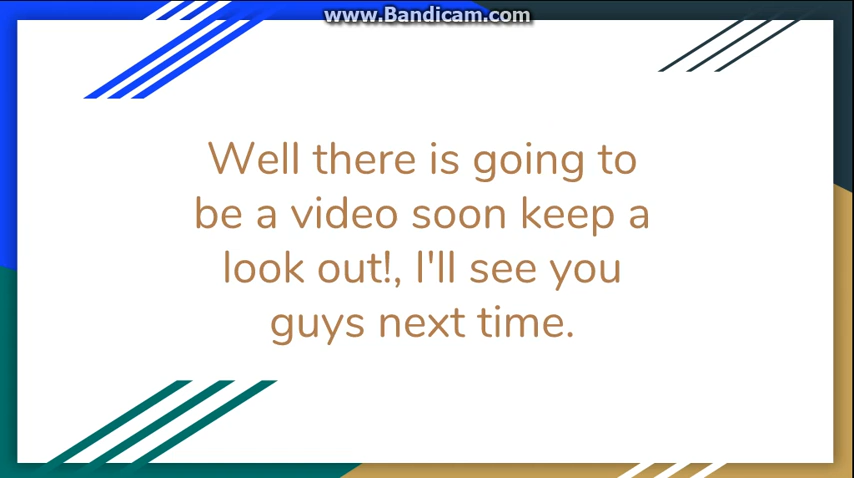 www.Bandicam.com
Well there is going to
be a video soon keep a
look out!, I'll see you
guys next time.